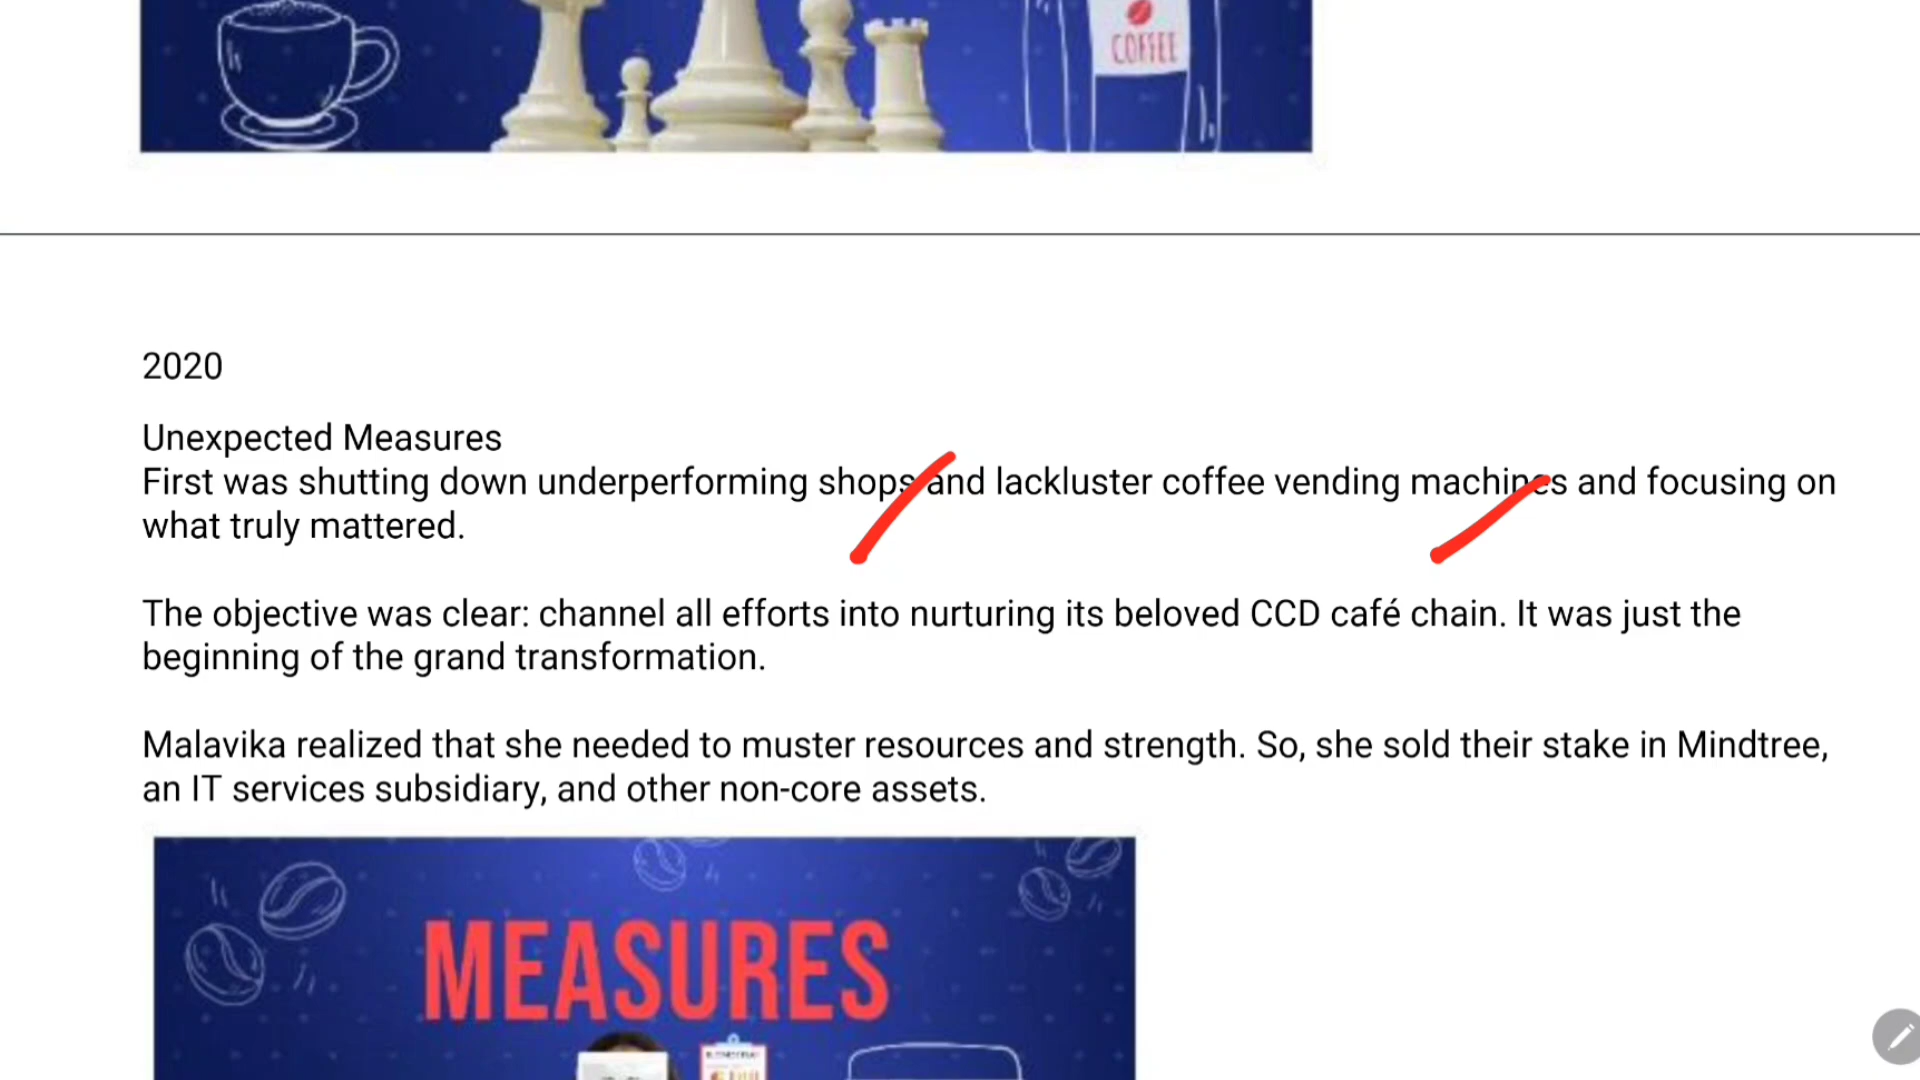 COFFEE
2020
Unexpected Measures
First was shutting down underperforming shops and lackluster coffee vending machines and focusing on
what truly mattered.
The objective was clear: channel all efforts into nurturing its beloved CCD café chain. It was just the
beginning of the grand transformation.
Malavika realized that she needed to muster resources and strength. So, she sold their stake in Mindtree,
an IT services subsidiary, and other non-core assets.
MEASURES